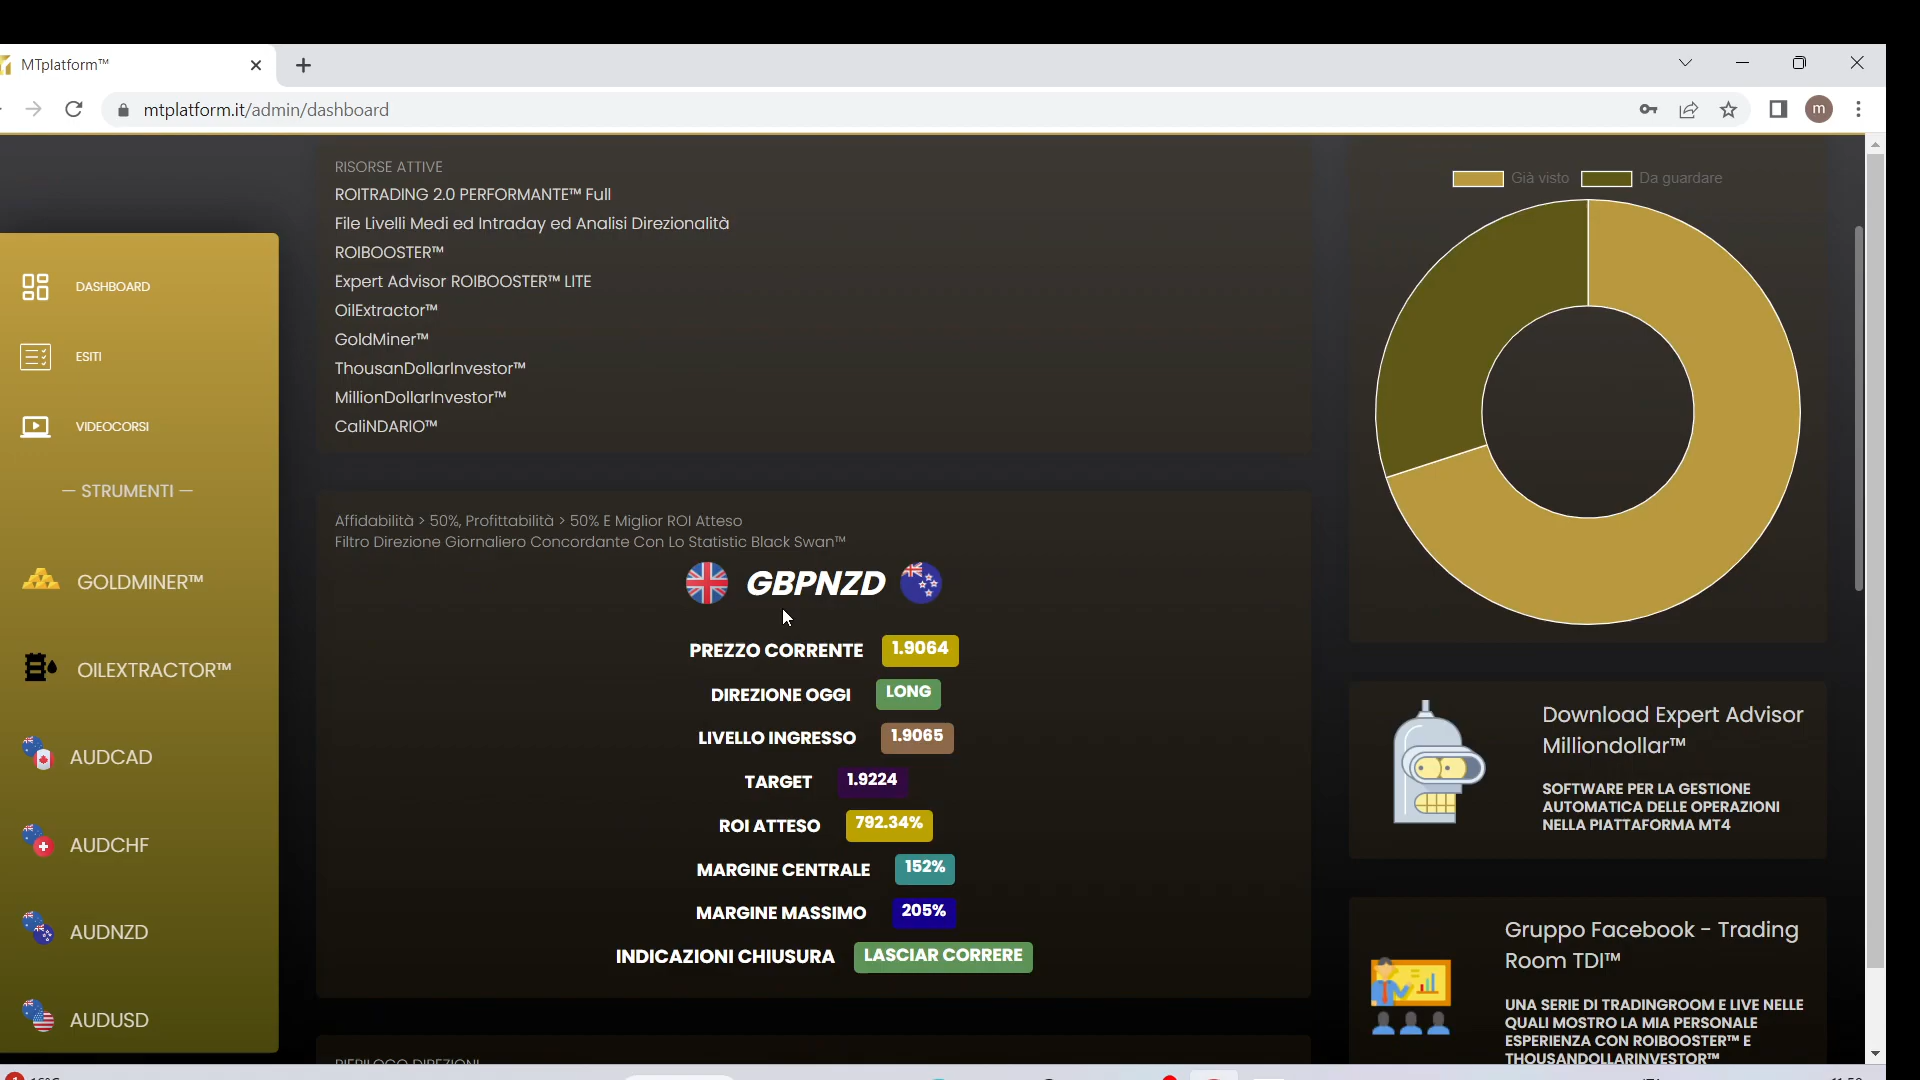 MTplatform™
mtplatform.it/admin/dashboard
m
DASHBOARD
ESITI
VIDEOCORSI
— STRUMENTI —
GOLDMINER™
OILEXTRACTOR™
AUDCAD
AUDCHF
AUDNZD
AUDUSD
RISORSE ATTIVE
ROITRADING 2.0 PERFORMANTE™ Full
File Livelli Medi ed Intraday ed Analisi Direzionalità
ROIBOOSTER™
Expert Advisor ROIBOOSTER™ LITE
OilExtractor™
GoldMiner™
ThousanDollarInvestor™
MillionDollarInvestor™
CaliNDARIO™
Affidabilità > 50%, Profittabilità > 50% E Miglior ROI Atteso
Filtro Direzione Giornaliero Concordante Con Lo Statistic Black Swan™
GBPNZD
PREZZO CORRENTE 1.9064
DIREZIONE OGGI LONG
LIVELLO INGRESSO 1.9065
TARGET 1.9224
ROI ATTESO 792.34%
MARGINE CENTRALE 152%
MARGINE MASSIMO 205%
INDICAZIONI CHIUSURA LASCIAR CORRERE
Già visto Da guardare
Download Expert Advisor
Milliondollar™
SOFTWARE PER LA GESTIONE
AUTOMATICA DELLE OPERAZIONI
NELLA PIATTAFORMA MT4
Gruppo Facebook - Trading
Room TDI™
UNA SERIE DI TRADINGROOM E LIVE NELLE
QUALI MOSTRO LA MIA PERSONALE
ESPERIENZA CON ROIBOOSTER™ E
THOUSANDOLLARINVESTOR™